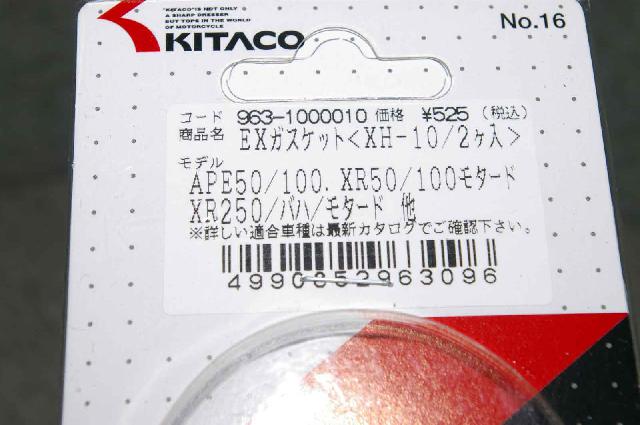 "KITACO" IS NOT ONLY
A SHARP DRESSER
BUT TOPS IN THE WORLD
OF MOTORCYCLE
KITACO
No.16
コード 963-1000010 価格 ¥525 (税込)
商品名 EXガスケット<XH-10/2ヶ入>
モデル
APE50/100. XR50/100モタード
XR250/バハ/モタード 他
※詳しい適合車種は最新カタログでご確認下さい。
4990852963096